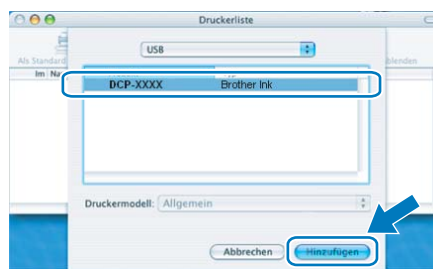 Druckerliste
USB
Als Standard
blenden
Im Na
DCP-XXXX Brother Ink
Druckermodell: Allgemein
Abbrechen Hinzufügen